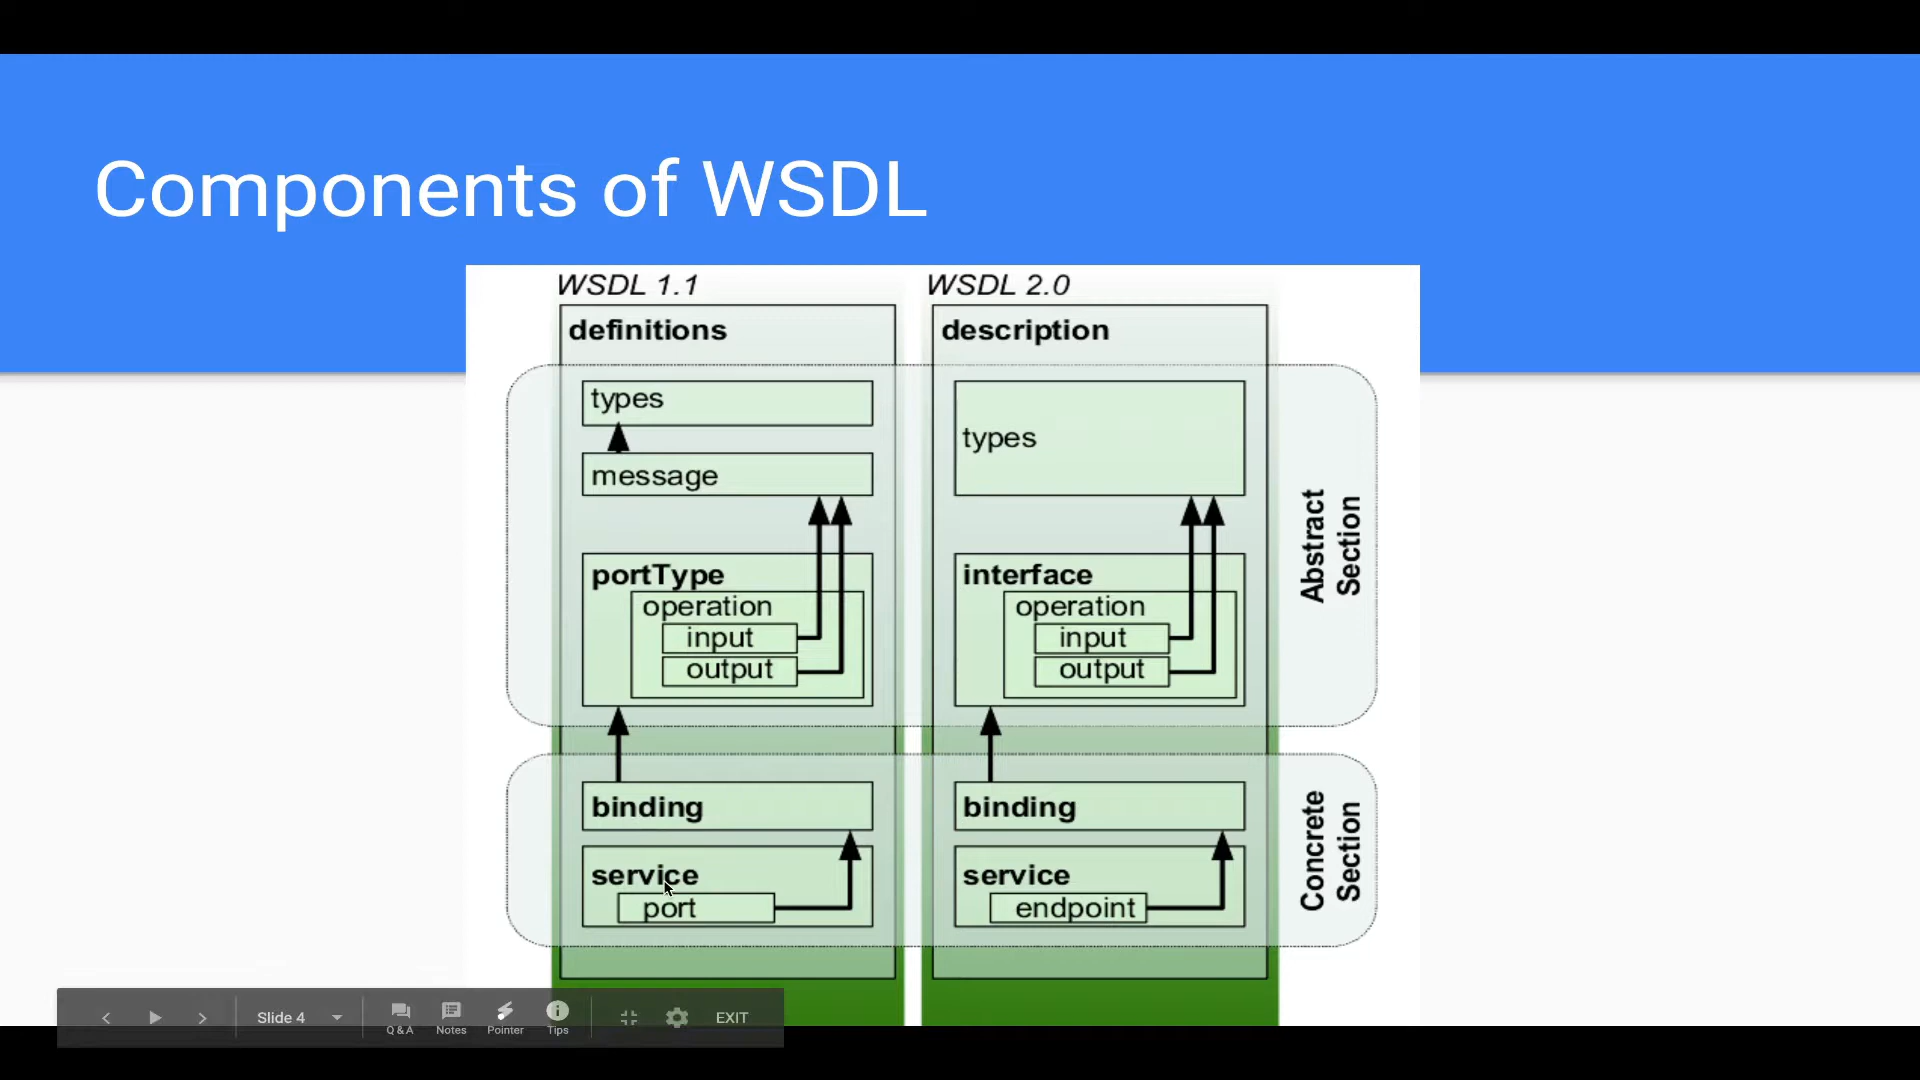 Components of WSDL
WSDL 1.1
definitions
types
message
portType
operation
input
output
binding
service
port
WSDL 2.0
description
types
interface
operation
input
output
binding
service
endpoint
Abstract
Section
Concrete
Section
Slide 4
Q & A
Notes
Pointer
Tips
EXIT